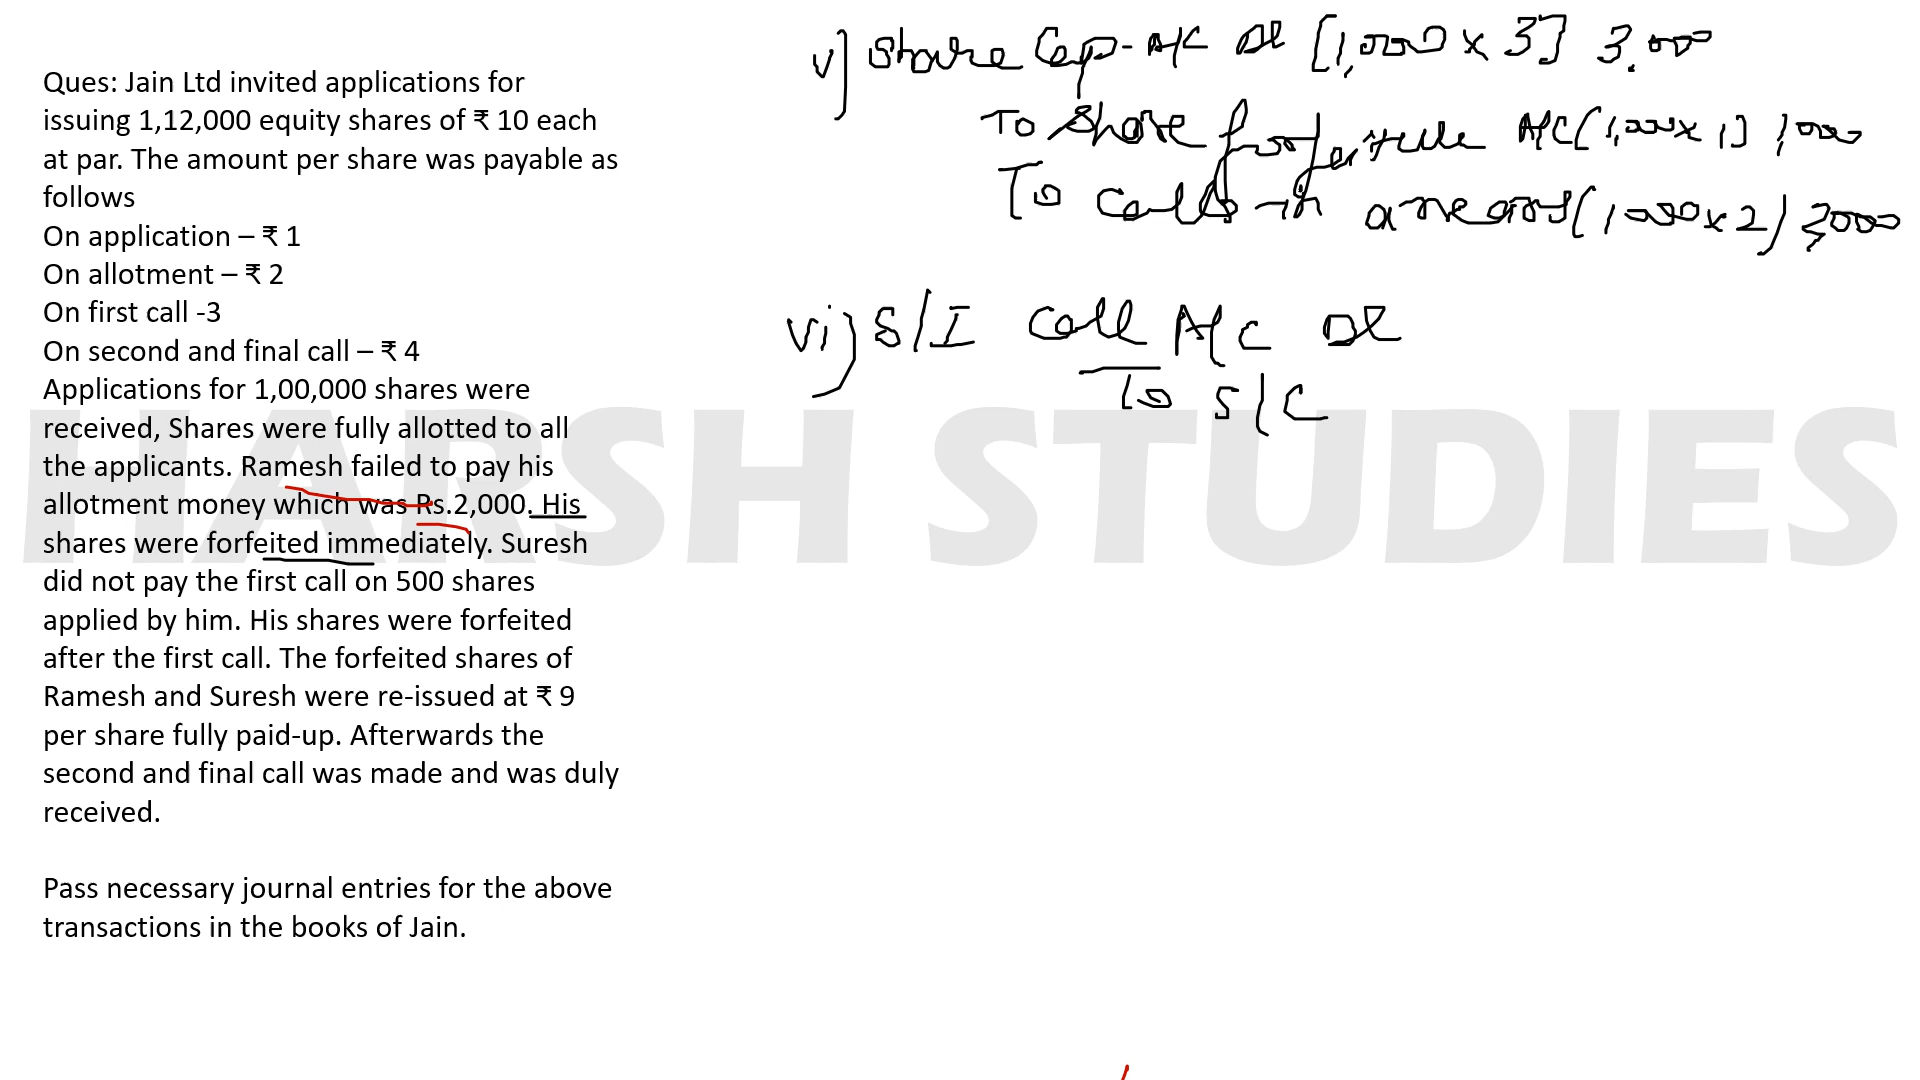 Ques: Jain Ltd invited applications for
issuing 1,12,000 equity shares of ₹ 10 each
at par. The amount per share was payable as
follows
On application – ₹ 1
On allotment – ₹ 2
On first call -3
On second and final call – ₹ 4
Applications for 1,00,000 shares were
received, Shares were fully allotted to all
the applicants. Ramesh failed to pay his
allotment money which was Rs.2,000. His
shares were forfeited immediately. Suresh
did not pay the first call on 500 shares
applied by him. His shares were forfeited
after the first call. The forfeited shares of
Ramesh and Suresh were re-issued at ₹ 9
per share fully paid-up. Afterwards the
second and final call was made and was duly
received.
Pass necessary journal entries for the above
transactions in the books of Jain.
v) Share Cap- A/C Dr [1,000 x 3] 3,000
To Share forfeiture A/C (1,000 x 1) 1,000
To calls-in arrears (1000 x 2) 2,000
vi) S/I Call A/C Dr
To S/C
HARSH STUDIES